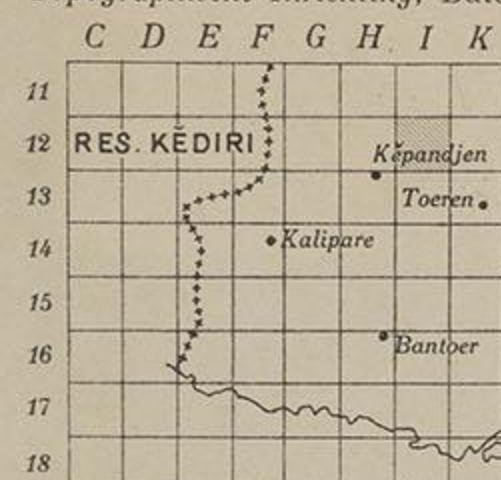 C D E F G H I K
11
12 RES. KĔDIRI
Kĕpandjen
13 Toeren
14 Kalipare
15
16 Bantoer
17
18